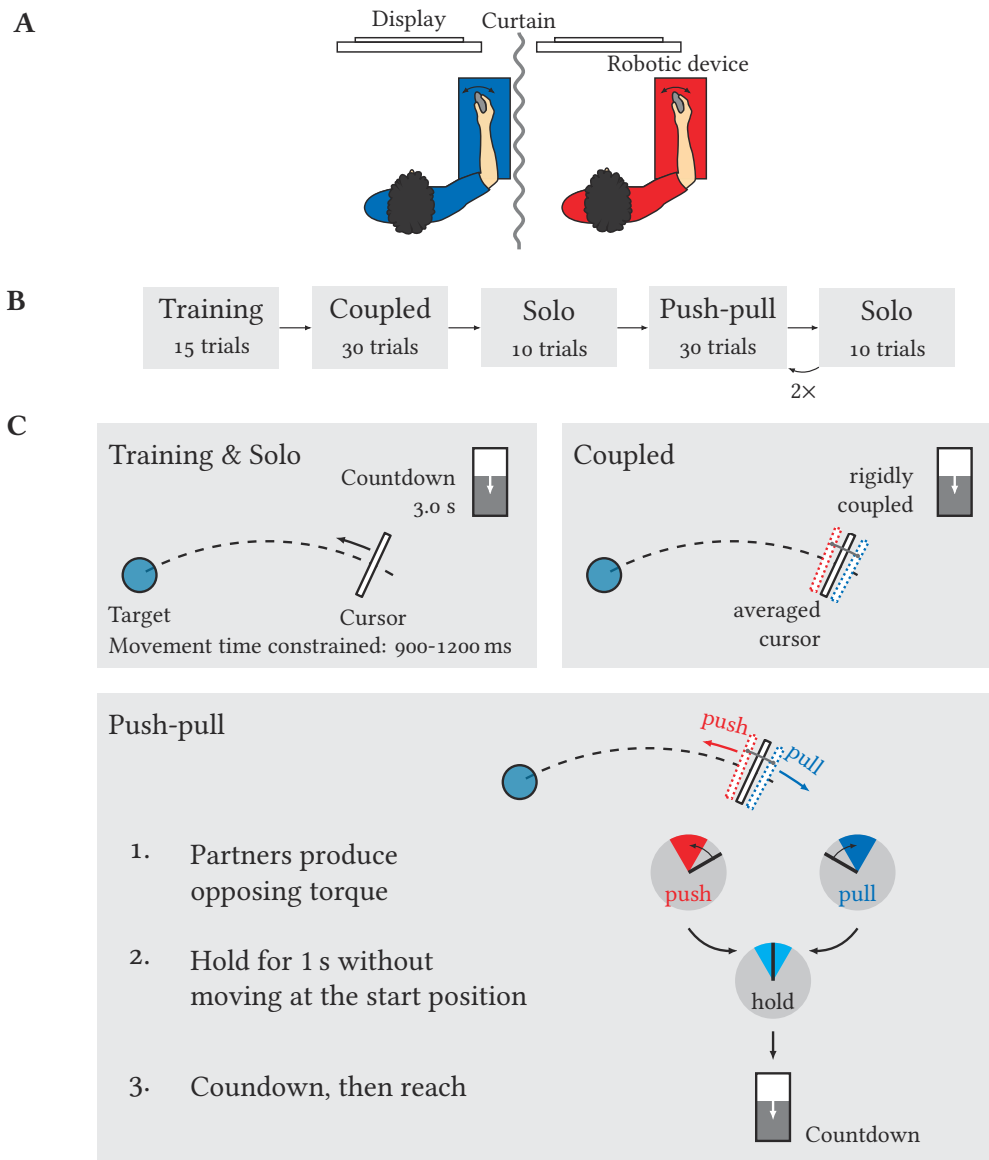 A
Display
Curtain
Robotic device
B
Training
15 trials
Coupled
30 trials
Solo
10 trials
Push-pull
30 trials
Solo
10 trials
2×
C
Training & Solo
Countdown
3.0 s
Target
Cursor
Movement time constrained: 900-1200 ms
Coupled
rigidly
coupled
averaged
cursor
Push-pull
push
pull
1. Partners produce
opposing torque
push
pull
2. Hold for 1 s without
moving at the start position
hold
3. Coundown, then reach
Countdown